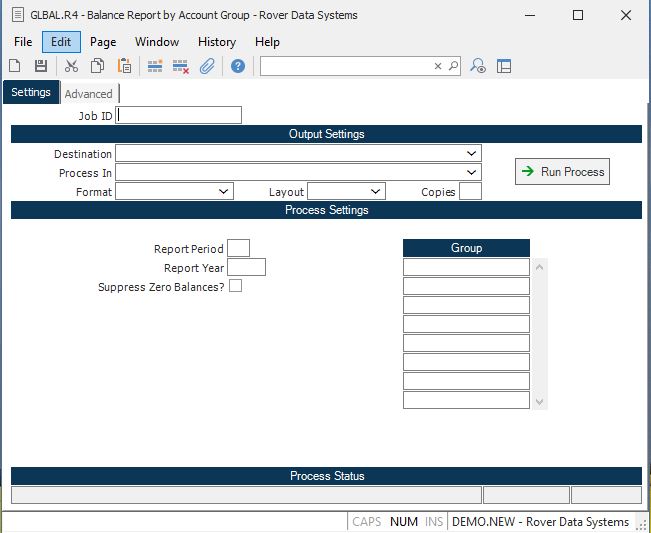 GLBAL.R4 - Balance Report by Account Group - Rover Data Systems
File Edit Page Window History Help
Settings Advanced
Job ID
Output Settings
Destination
Process In
Run Process
Format Layout Copies
Process Settings
Report Period
Group
Report Year
Suppress Zero Balances?
Process Status
CAPS NUM INS DEMO.NEW - Rover Data Systems